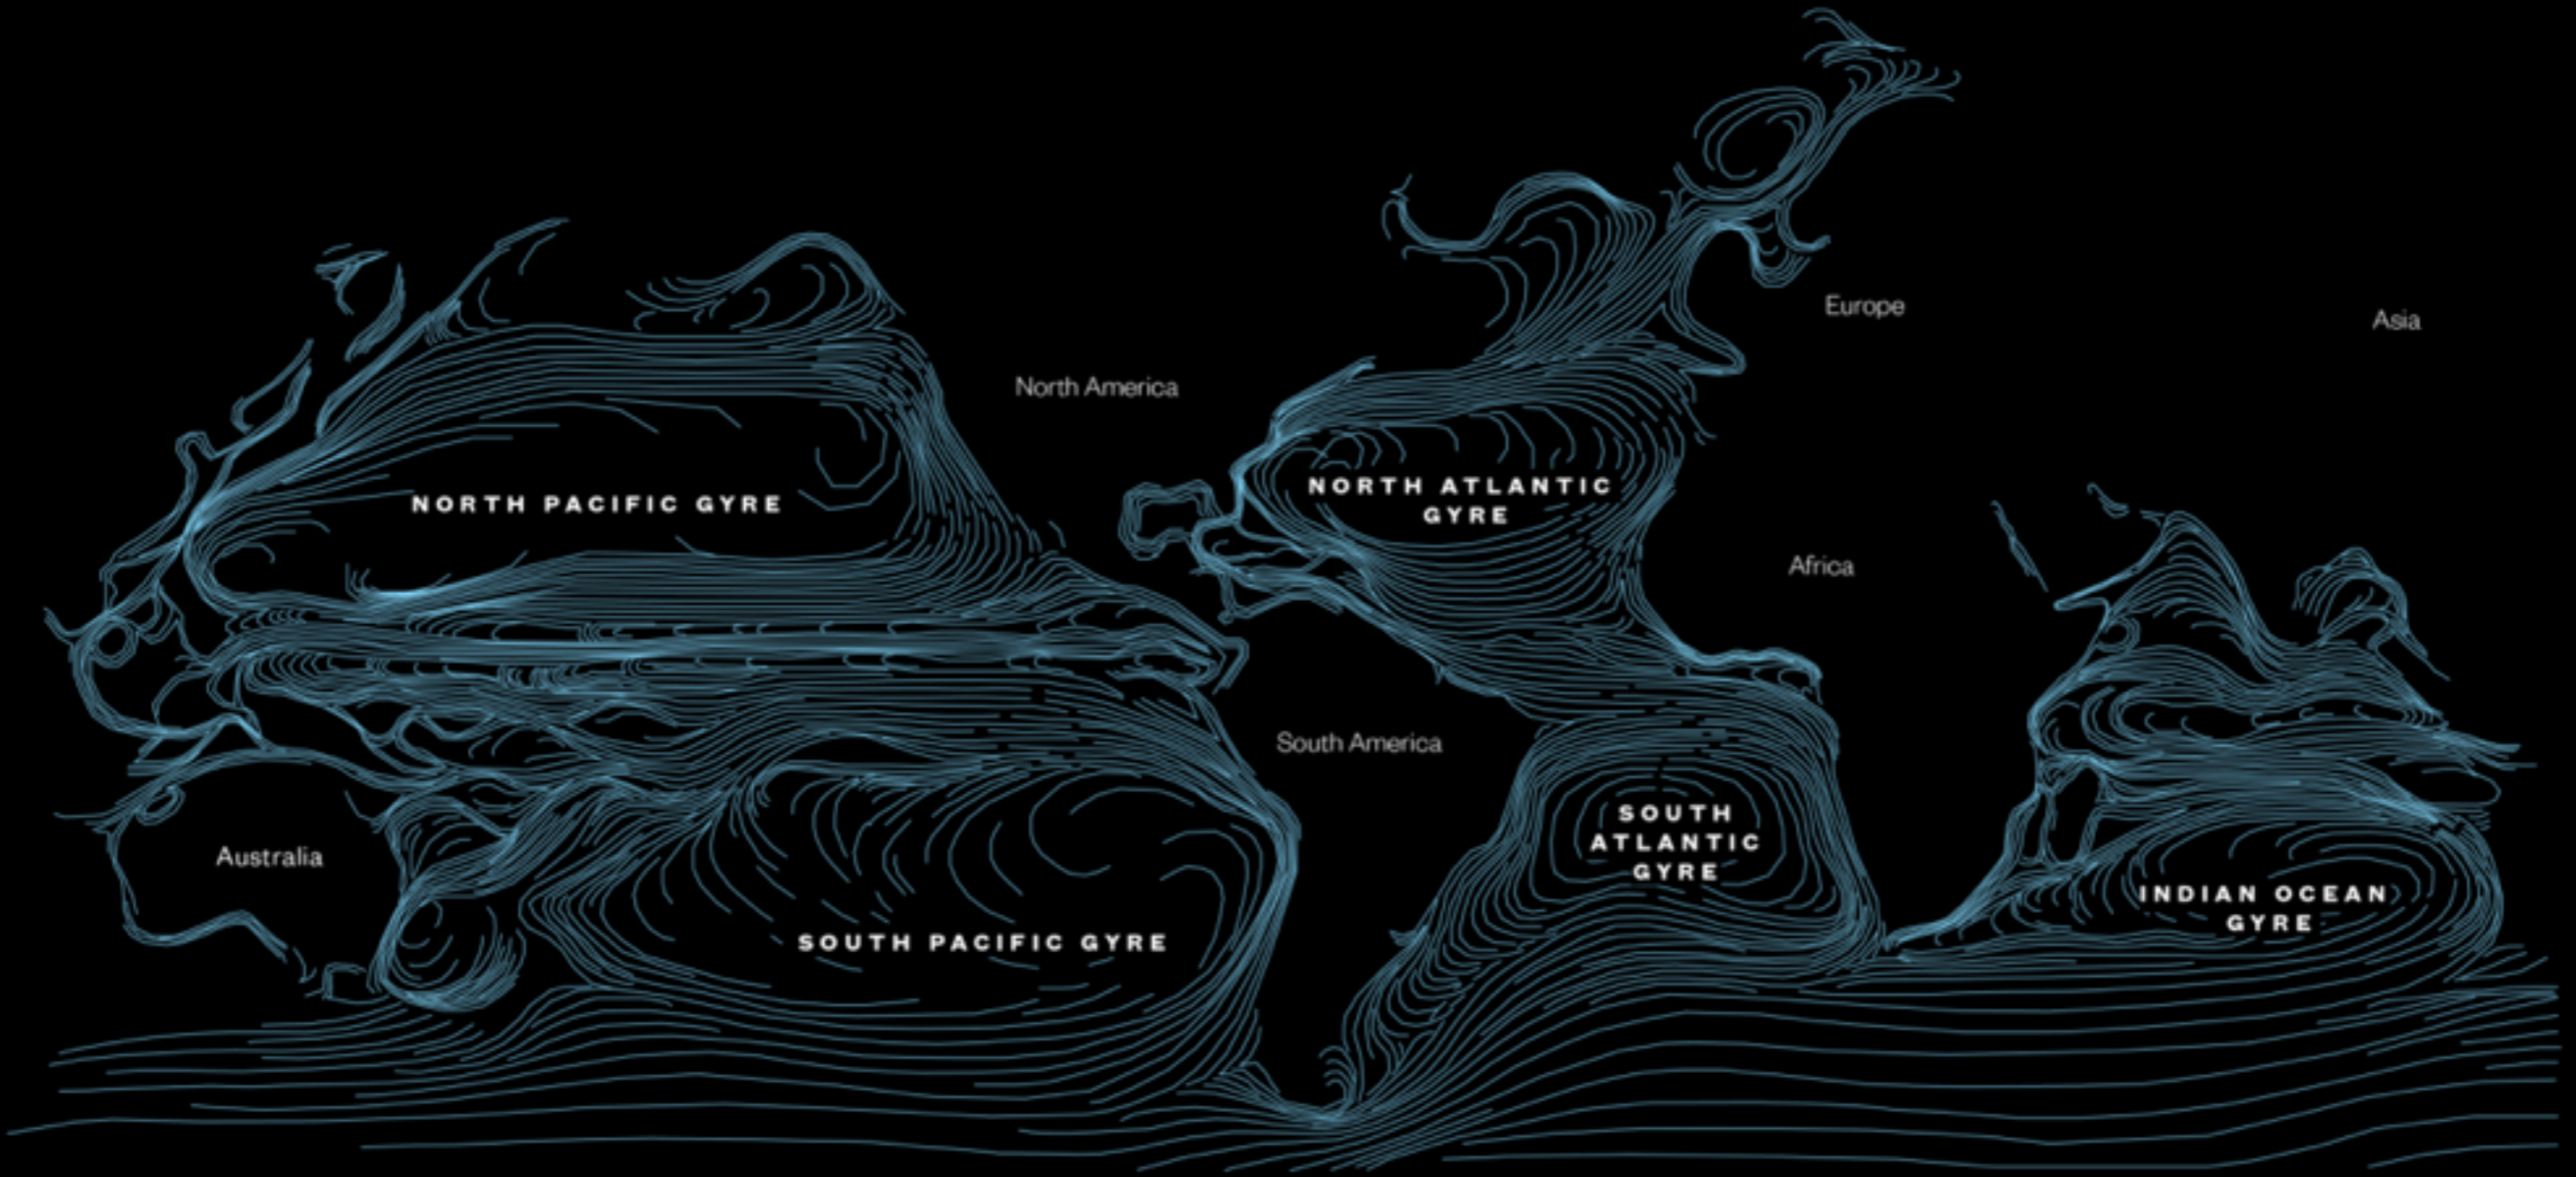 Europe
Asia
North America
NORTH PACIFIC GYRE
NORTH ATLANTIC
GYRE
Africa
South America
Australia
SOUTH
ATLANTIC
GYRE
SOUTH PACIFIC GYRE
INDIAN OCEAN
GYRE